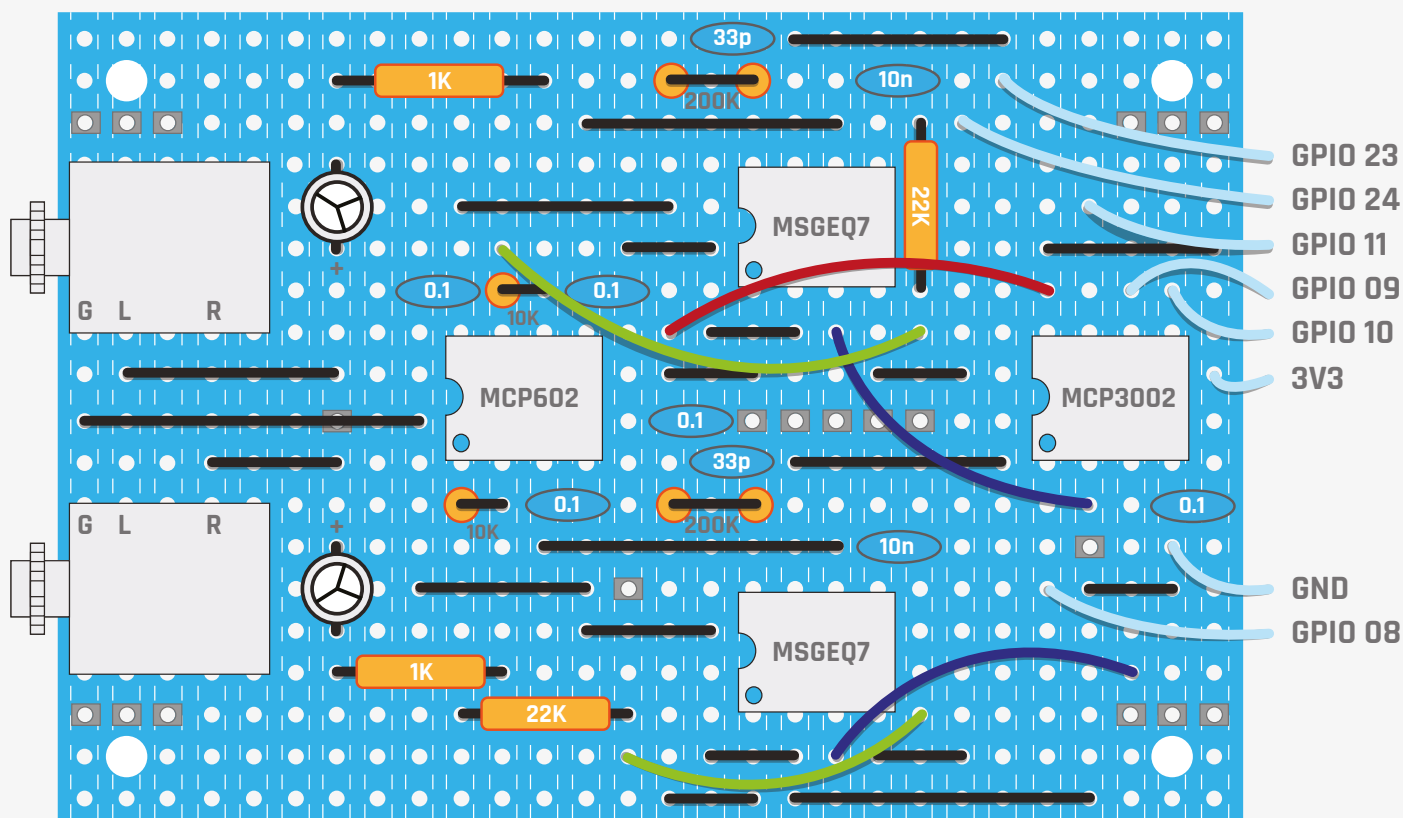 33p
1K
200K
10n
GPIO 23
GPIO 24
MSGEQ7
22K
GPIO 11
+
0.1
0.1
GPIO 09
G L R
10K
GPIO 10
3V3
MCP602
MCP3002
0.1
33p
G L R
+
10K
0.1
200K
0.1
10n
GND
GPIO 08
MSGEQ7
1K
22K